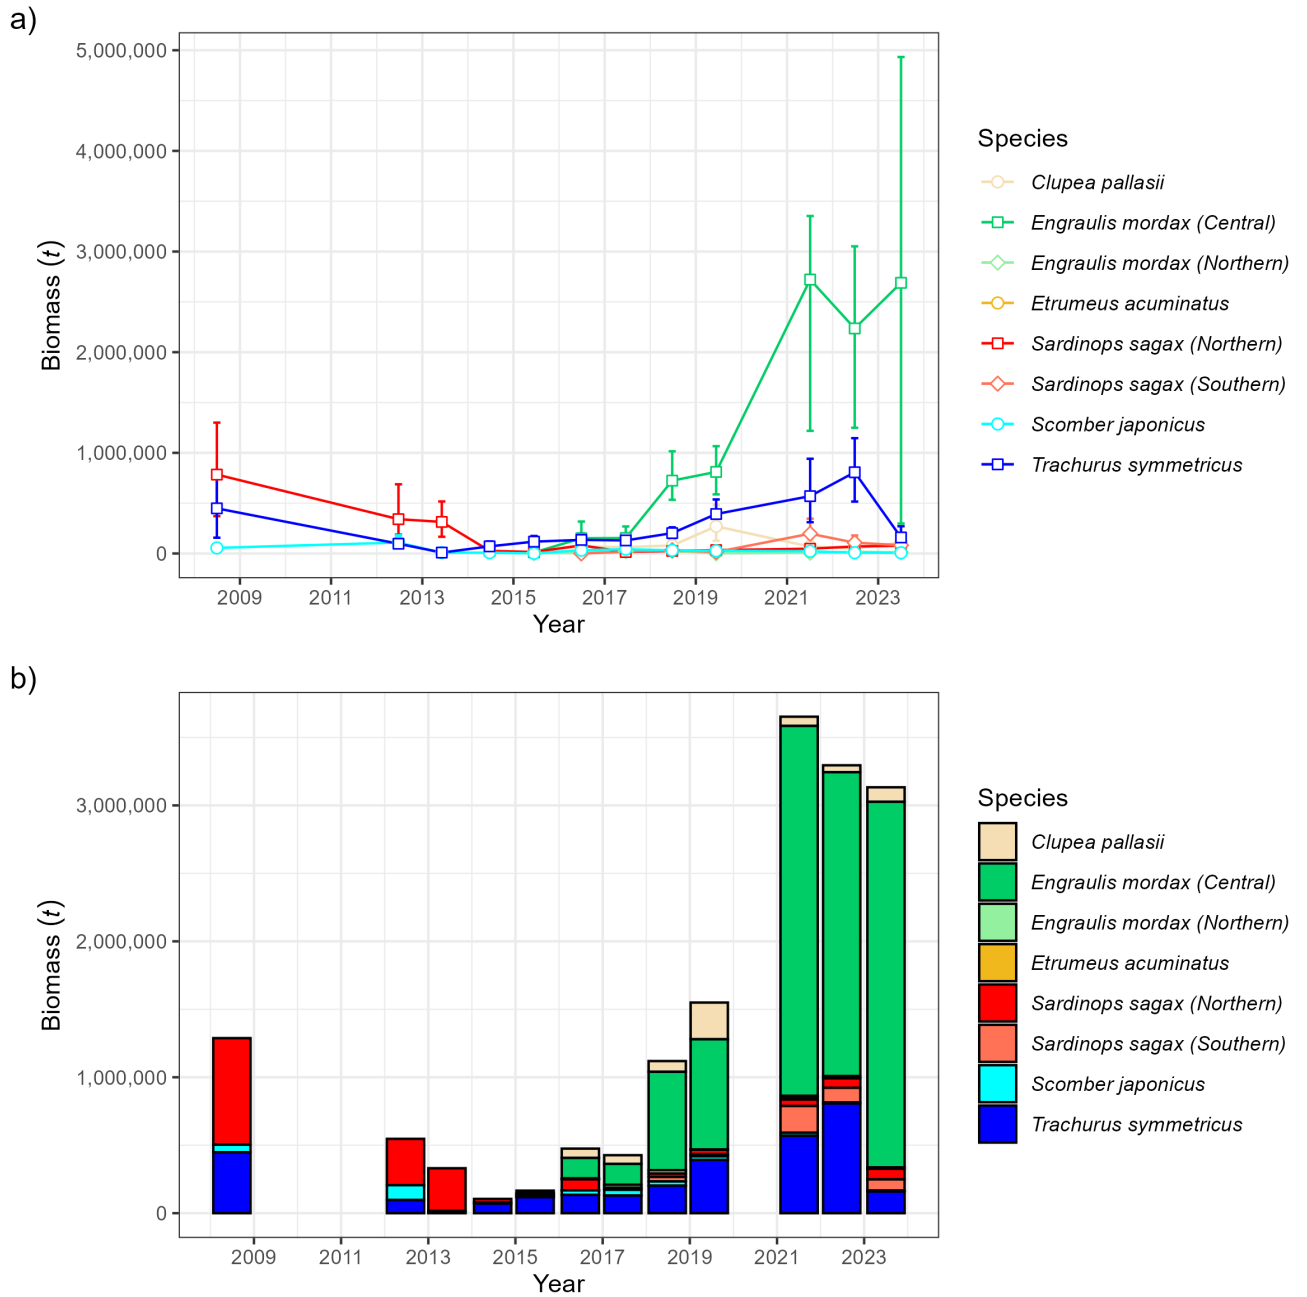 a)
5,000,000
4,000,000
3,000,000
2,000,000
1,000,000
0
Biomass (t)
2009 2011 2013 2015 2017 2019 2021 2023
Year
Species
Clupea pallasii
Engraulis mordax (Central)
Engraulis mordax (Northern)
Etrumeus acuminatus
Sardinops sagax (Northern)
Sardinops sagax (Southern)
Scomber japonicus
Trachurus symmetricus
b)
3,000,000
2,000,000
1,000,000
0
Biomass (t)
2009 2011 2013 2015 2017 2019 2021 2023
Year
Species
Clupea pallasii
Engraulis mordax (Central)
Engraulis mordax (Northern)
Etrumeus acuminatus
Sardinops sagax (Northern)
Sardinops sagax (Southern)
Scomber japonicus
Trachurus symmetricus